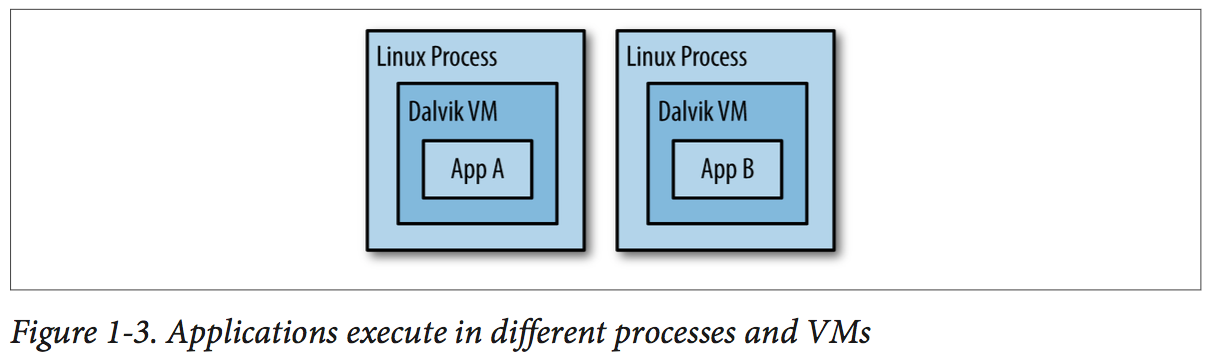 Linux Process
Dalvik VM
App A
Linux Process
Dalvik VM
App B
Figure 1-3. Applications execute in different processes and VMs